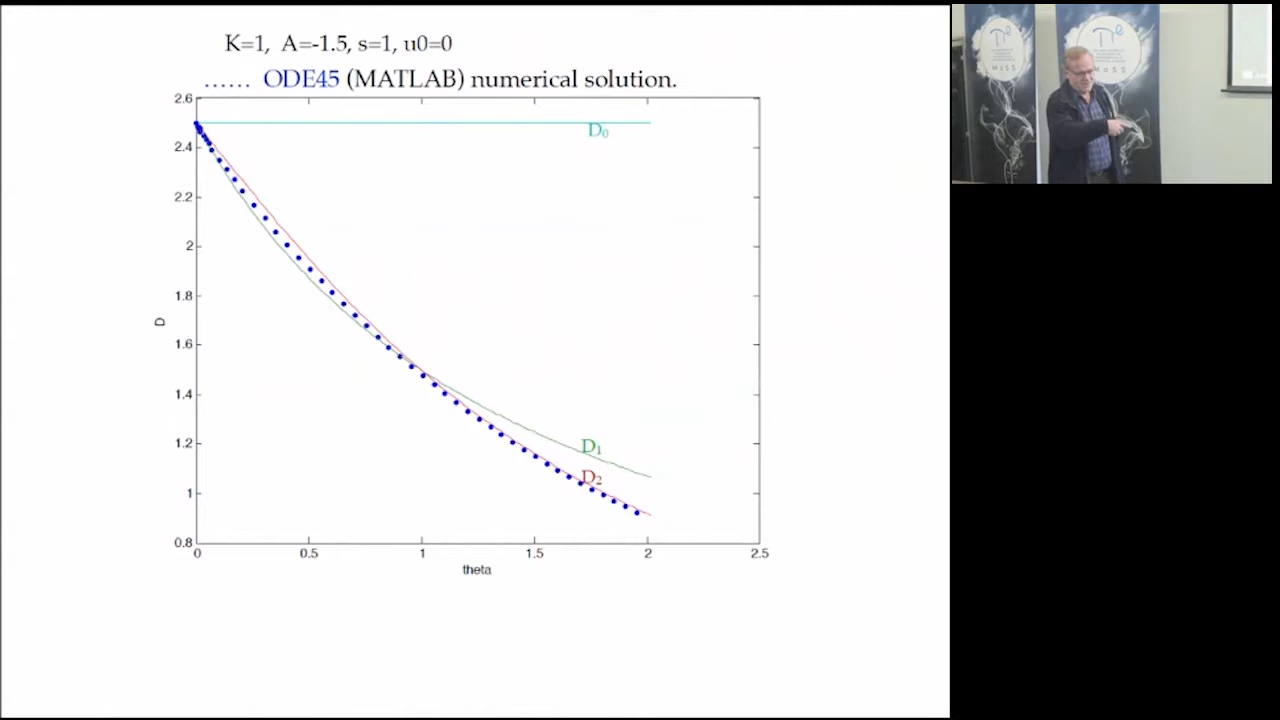 K=1, A=-1.5, s=1, u0=0
...... ODE45 (MATLAB) numerical solution.
2.6
2.4
2.2
2
1.8
1.6
1.4
1.2
1
0.8
D
D₀
D₁
D₂
0
0.5
1
1.5
2
2.5
theta